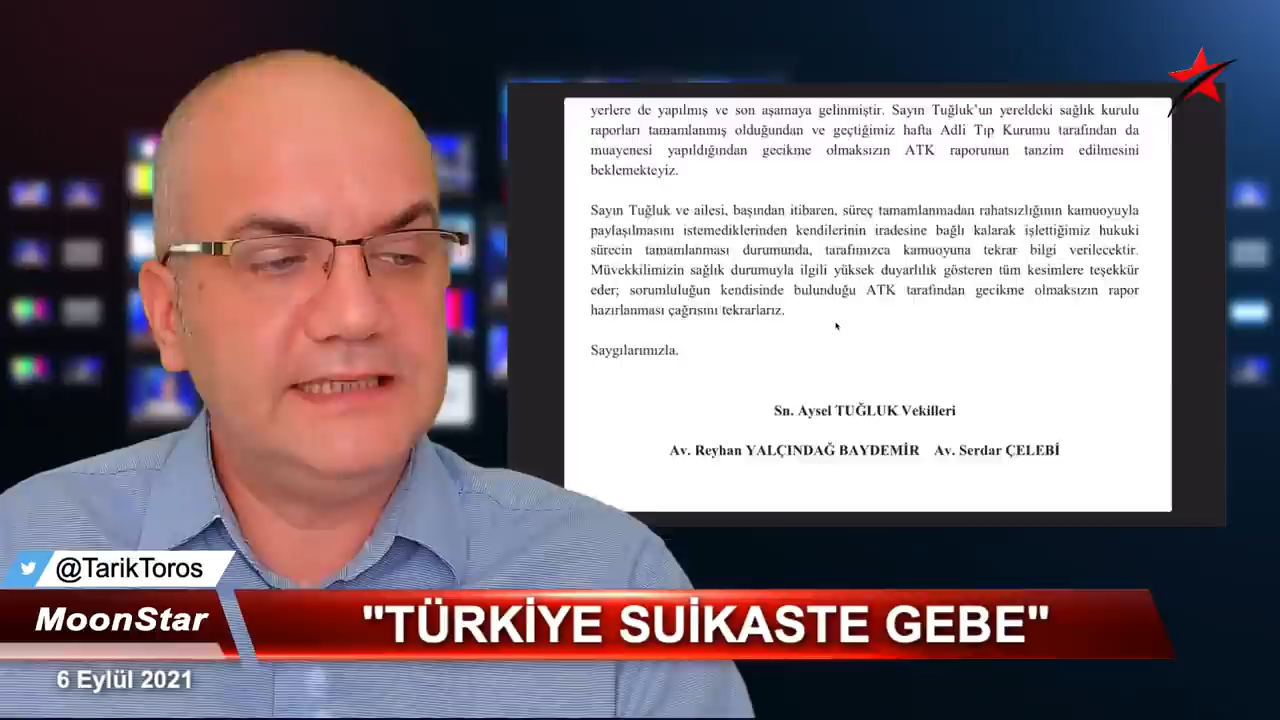 yerlere de yapılmış ve son aşamaya gelinmiştir. Sayın Tuğluk'un yereldeki sağlık kurulu
raporları tamamlanmış olduğundan ve geçtiğimiz hafta Adli Tıp Kurumu tarafından da
muayenesi yapıldığından gecikme olmaksızın ATK raporunun tanzim edilmesini
beklemekteyiz.
Sayın Tuğluk ve ailesi, başından itibaren, süreç tamamlanmadan rahatsızlığının kamuoyuyla
paylaşılmasını istemediklerinden kendilerinin iradesine bağlı kalarak işlettiğimiz hukuki
sürecin tamamlanması durumunda, tarafımızca kamuoyuna tekrar bilgi verilecektir.
Müvekkilimizin sağlık durumuyla ilgili yüksek duyarlılık gösteren tüm kesimlere teşekkür
eder; sorumluluğun kendisinde bulunduğu ATK tarafından gecikme olmaksızın rapor
hazırlanması çağrısını tekrarlarız.
Saygılarımızla.
Sn. Aysel TUĞLUK Vekilleri
Av. Reyhan YALÇINDAĞ BAYDEMİR Av. Serdar ÇELEBİ
@TarikToros
MoonStar
"TÜRKİYE SUİKASTE GEBE"
6 Eylül 2021